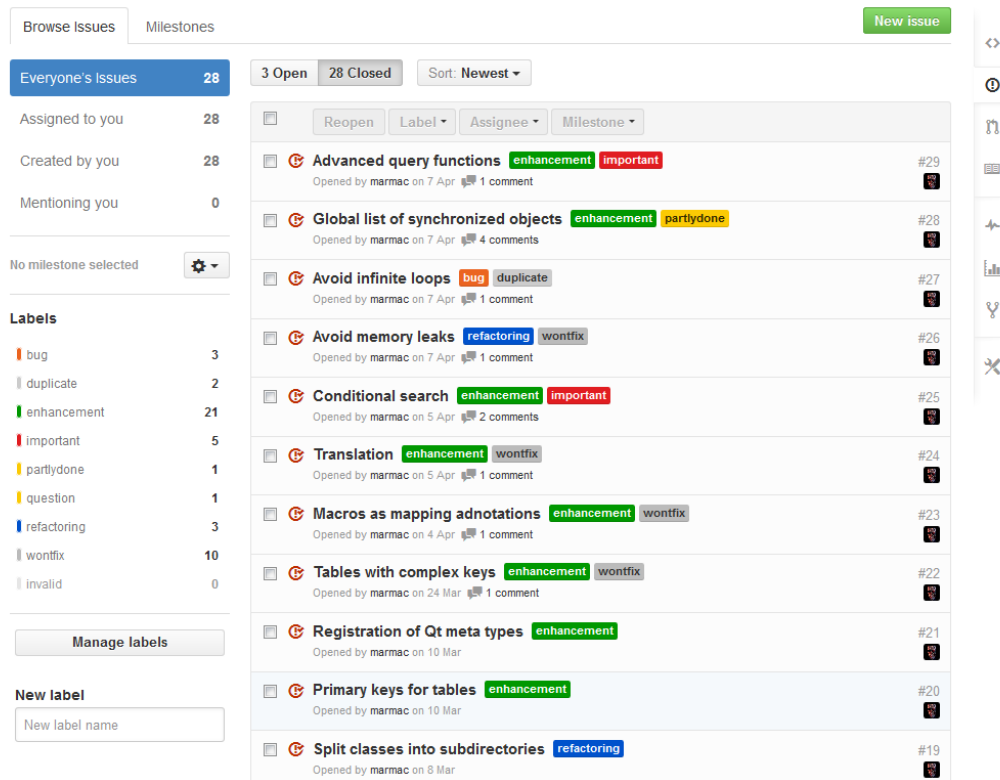 Browse Issues Milestones New issue
Everyone's Issues 28
Assigned to you 28
Created by you 28
Mentioning you 0
No milestone selected
Labels
bug 3
duplicate 2
enhancement 21
important 5
partlydone 1
question 1
refactoring 3
wontfix 10
invalid 0
Manage labels
New label
New label name
3 Open 28 Closed Sort: Newest
Reopen Label Assignee Milestone
Advanced query functions enhancement important #29
Opened by marmac on 7 Apr 1 comment
Global list of synchronized objects enhancement partlydone #28
Opened by marmac on 7 Apr 4 comments
Avoid infinite loops bug duplicate #27
Opened by marmac on 7 Apr 1 comment
Avoid memory leaks refactoring wontfix #26
Opened by marmac on 7 Apr 1 comment
Conditional search enhancement important #25
Opened by marmac on 5 Apr 2 comments
Translation enhancement wontfix #24
Opened by marmac on 5 Apr 1 comment
Macros as mapping adnotations enhancement wontfix #23
Opened by marmac on 4 Apr 1 comment
Tables with complex keys enhancement wontfix #22
Opened by marmac on 24 Mar 1 comment
Registration of Qt meta types enhancement #21
Opened by marmac on 10 Mar
Primary keys for tables enhancement #20
Opened by marmac on 10 Mar
Split classes into subdirectories refactoring #19
Opened by marmac on 8 Mar